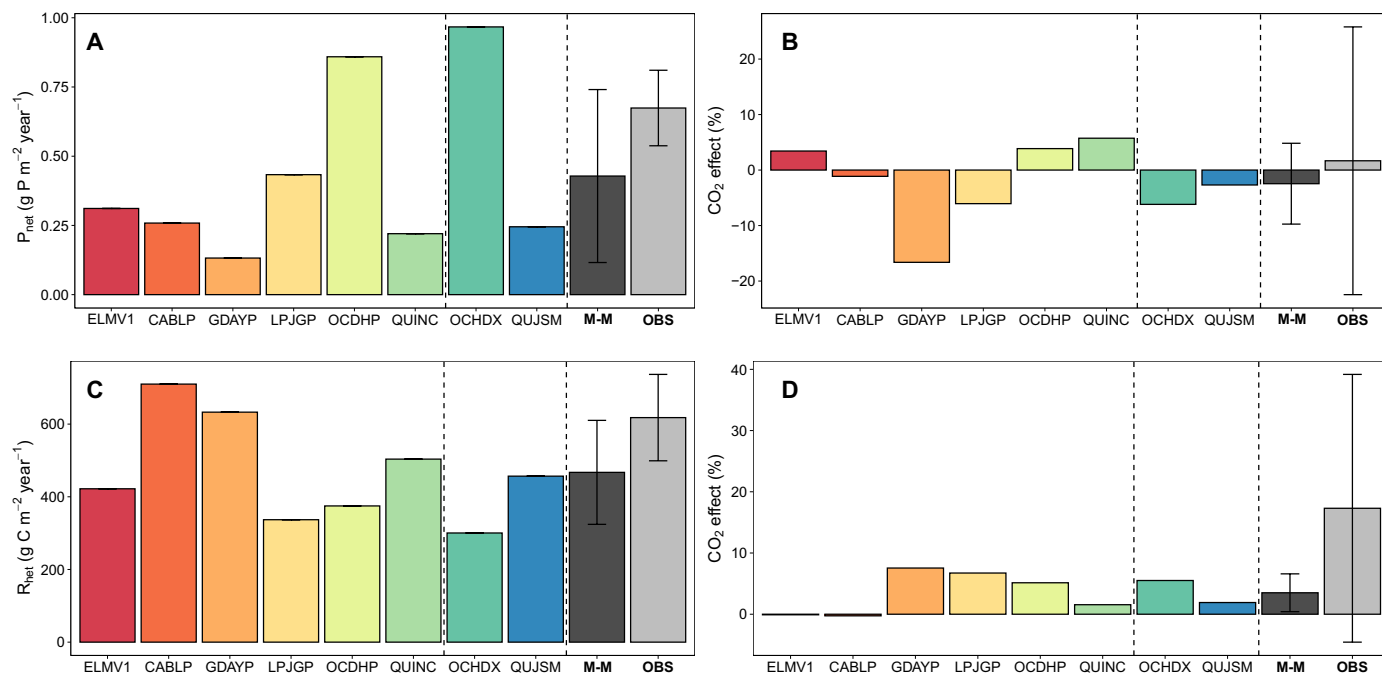 A
P_net (g P m⁻² year⁻¹)
1.00
0.75
0.50
0.25
0.00
ELMV1 CABLP GDAYP LPJGP OCDHP QUINC OCHDX QUJSM M-M OBS
B
CO₂ effect (%)
20
10
0
−10
−20
ELMV1 CABLP GDAYP LPJGP OCDHP QUINC OCHDX QUJSM M-M OBS
C
R_het (g C m⁻² year⁻¹)
600
400
200
0
ELMV1 CABLP GDAYP LPJGP OCDHP QUINC OCHDX QUJSM M-M OBS
D
CO₂ effect (%)
40
30
20
10
0
ELMV1 CABLP GDAYP LPJGP OCDHP QUINC OCHDX QUJSM M-M OBS